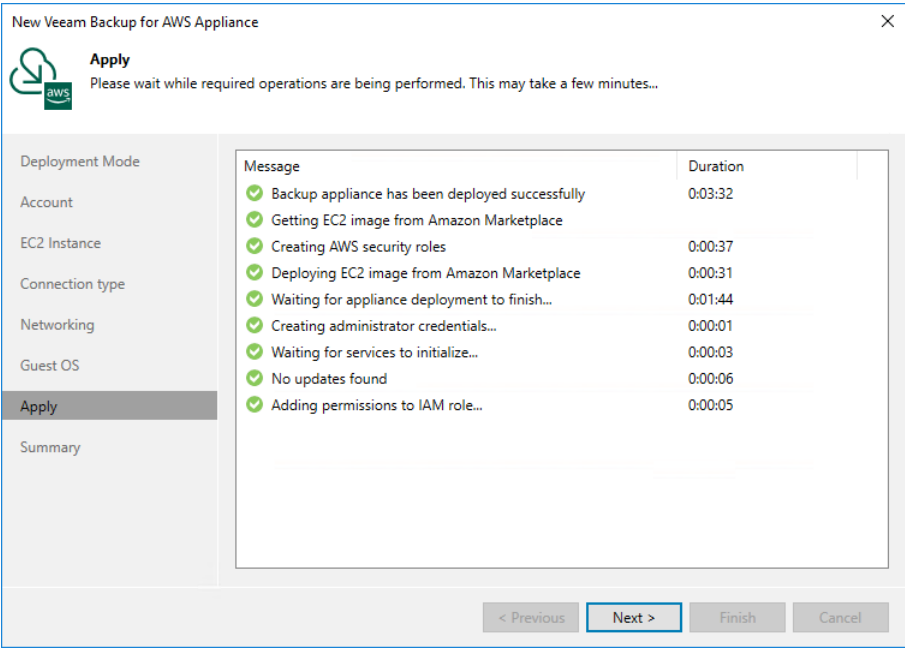 New Veeam Backup for AWS Appliance
Apply
Please wait while required operations are being performed. This may take a few minutes...
aws
Deployment Mode
Account
EC2 Instance
Connection type
Networking
Guest OS
Apply
Summary
Message Duration
Backup appliance has been deployed successfully 0:03:32
Getting EC2 image from Amazon Marketplace
Creating AWS security roles 0:00:37
Deploying EC2 image from Amazon Marketplace 0:00:31
Waiting for appliance deployment to finish... 0:01:44
Creating administrator credentials... 0:00:01
Waiting for services to initialize... 0:00:03
No updates found 0:00:06
Adding permissions to IAM role... 0:00:05
< Previous Next > Finish Cancel